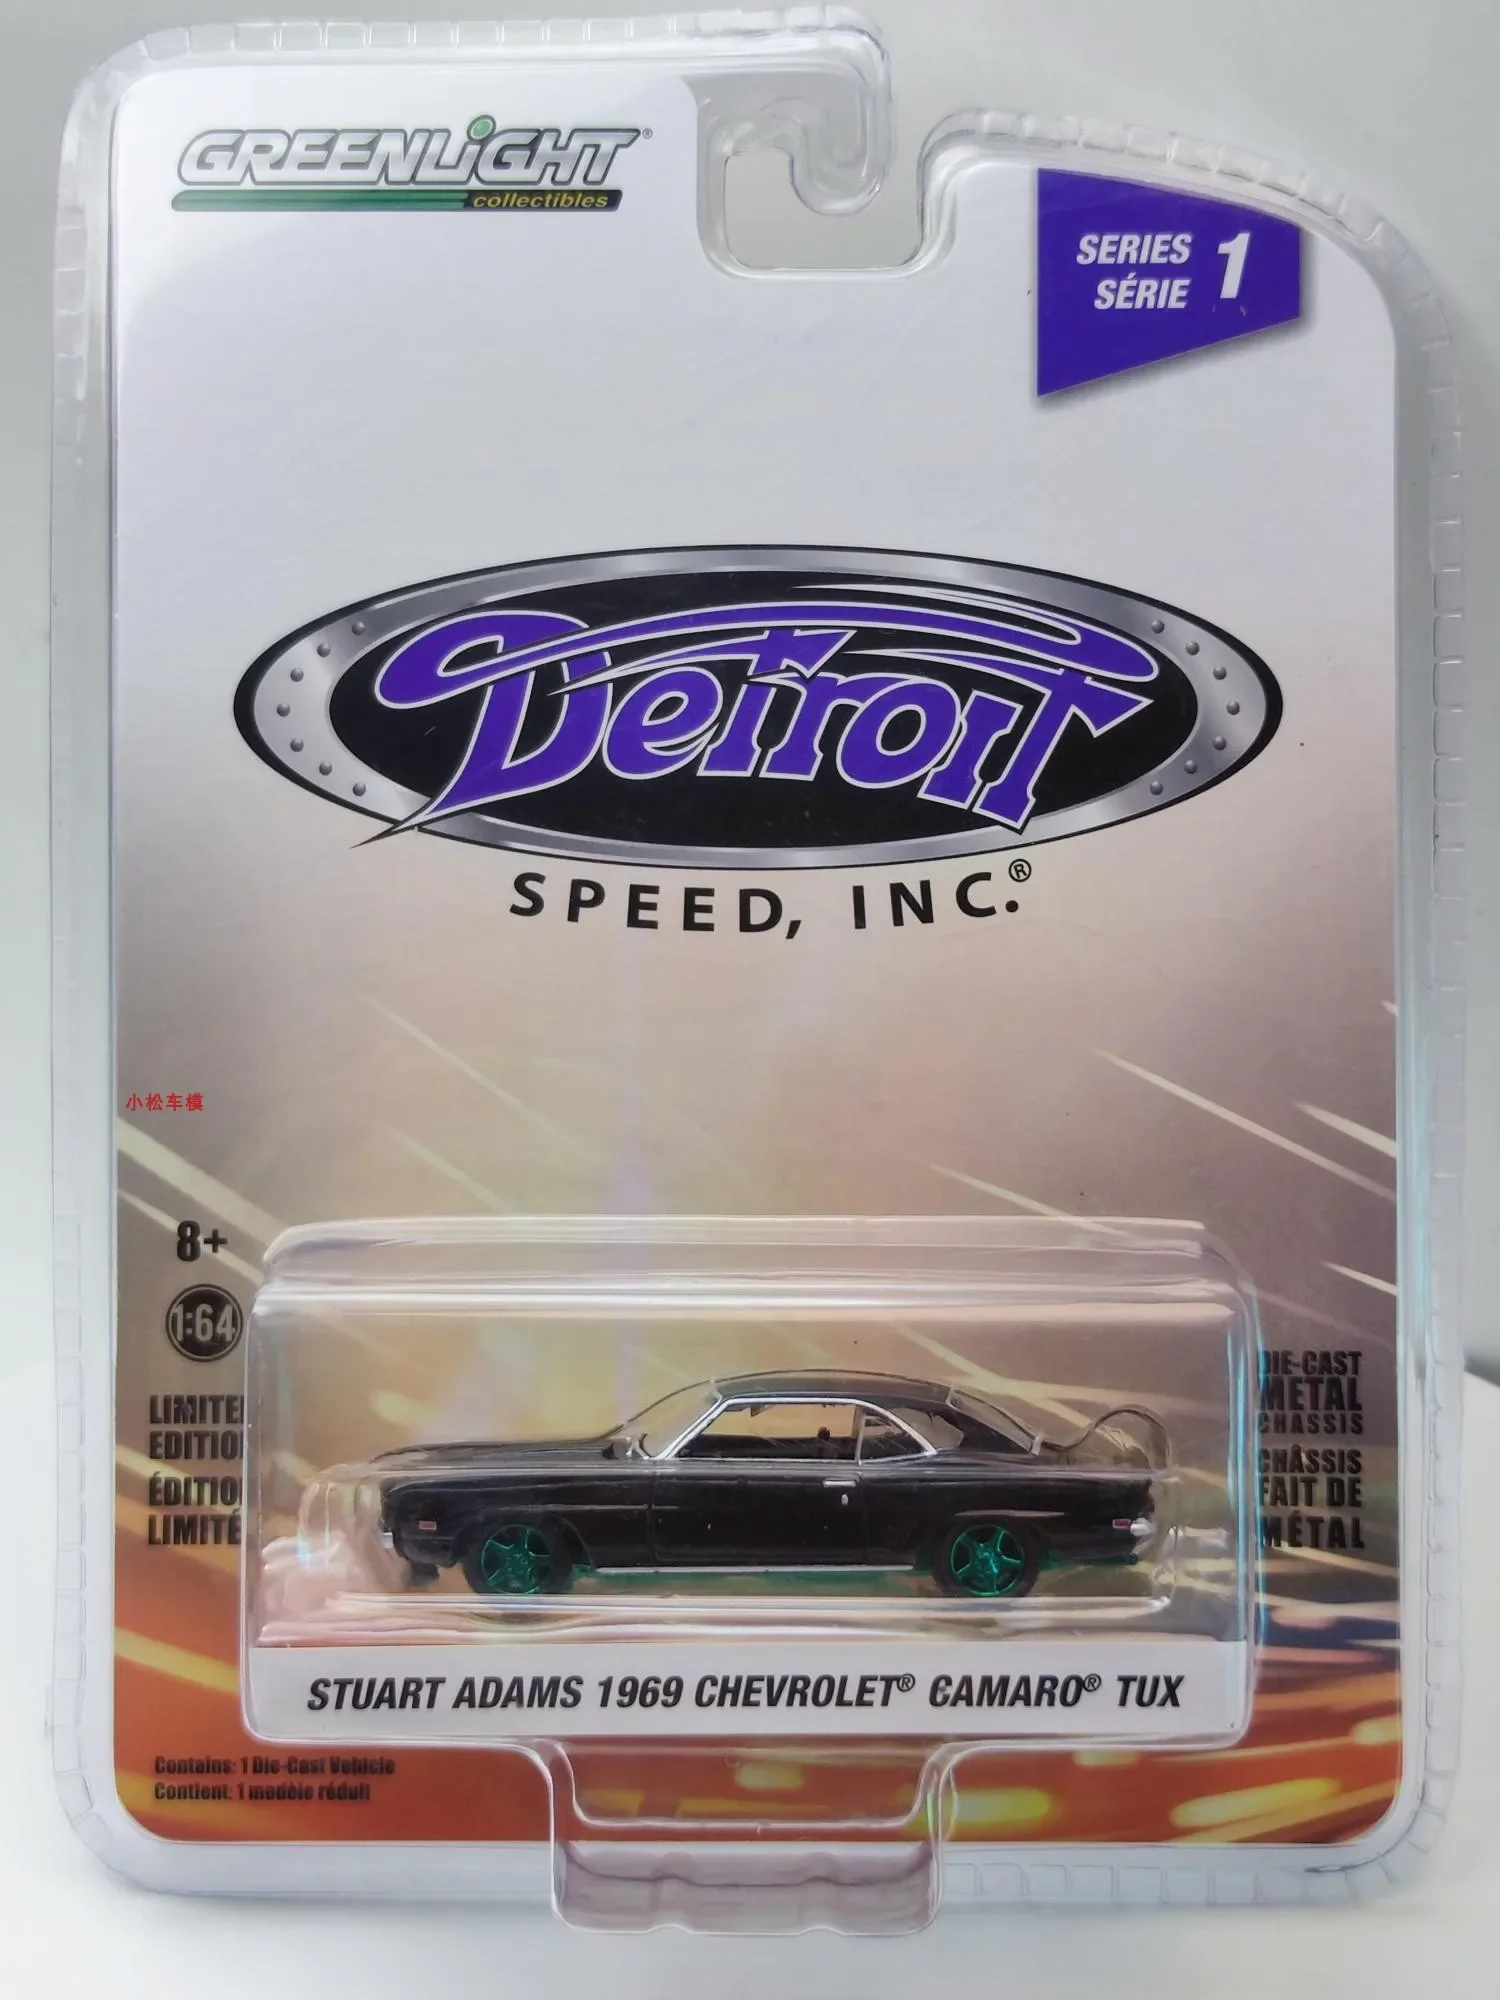 GREENLiGHT®
collectibles
SERIES 1
SÉRIE
Detroit
SPEED, INC.®
小松车模
8+
1:64
LIMITE
EDITIO
ÉDITIO
LIMITÉ
DIE-CAST
METAL
CHASSIS
CHÂSSIS
FAIT DE
MÉTAL
STUART ADAMS 1969 CHEVROLET® CAMARO® TUX
Contains: 1 Die-Cast Vehicle
Contient: 1 modèle réduit